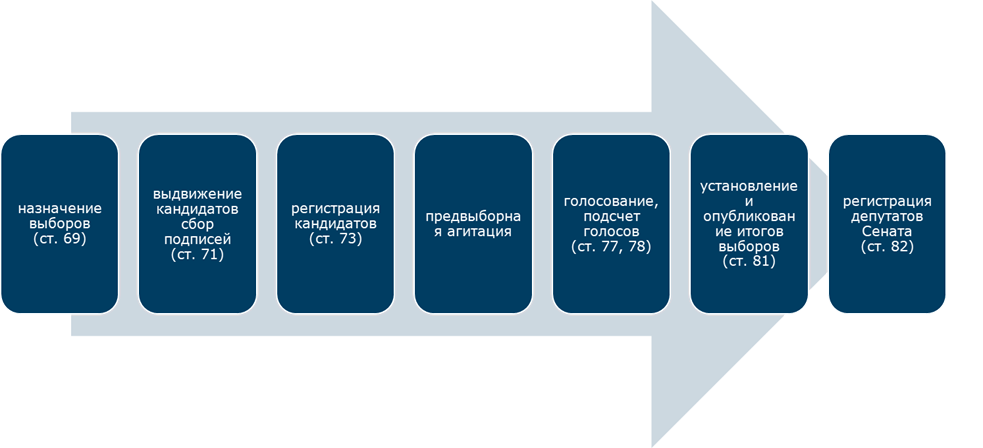 назначение
выборов
(ст. 69)
выдвижение
кандидатов
сбор
подписей
(ст. 71)
регистрация
кандидатов
(ст. 73)
предвыборна
я агитация
голосование,
подсчет
голосов
(ст. 77, 78)
установление
и
опубликован
ие итогов
выборов
(ст. 81)
регистрация
депутатов
Сената
(ст. 82)